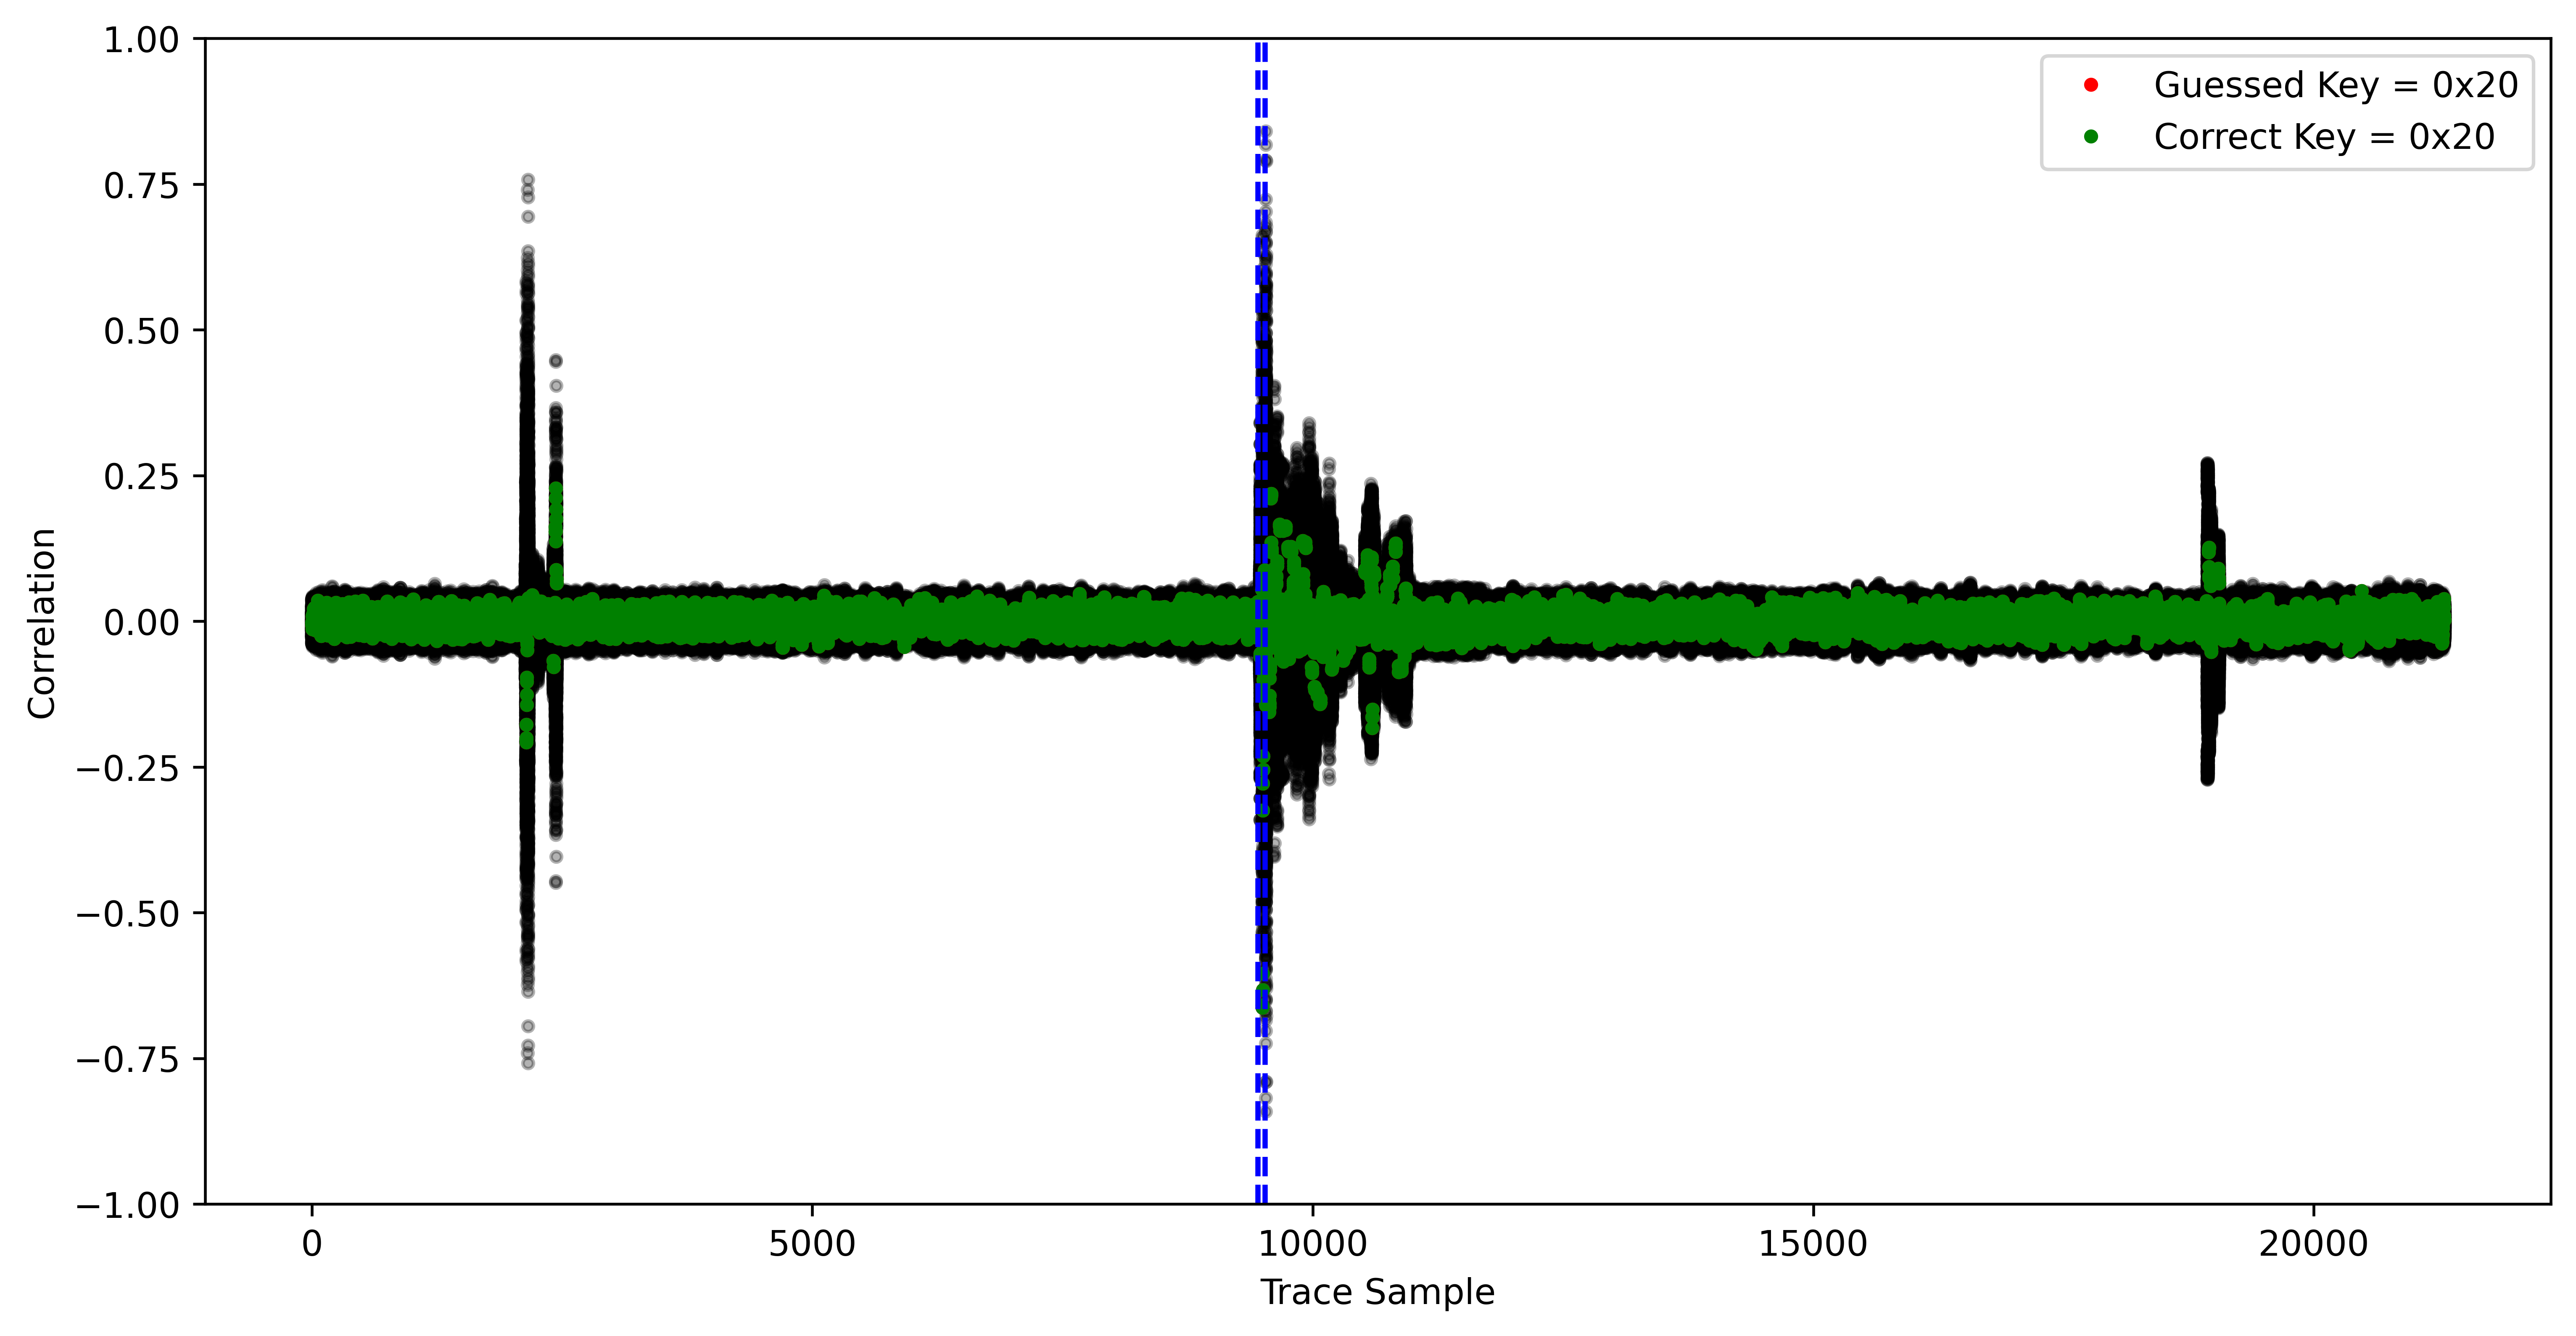 1.00
0.75
0.50
0.25
0.00
−0.25
−0.50
−0.75
−1.00
Correlation
Guessed Key = 0x20
Correct Key = 0x20
0 5000 10000 15000 20000
Trace Sample